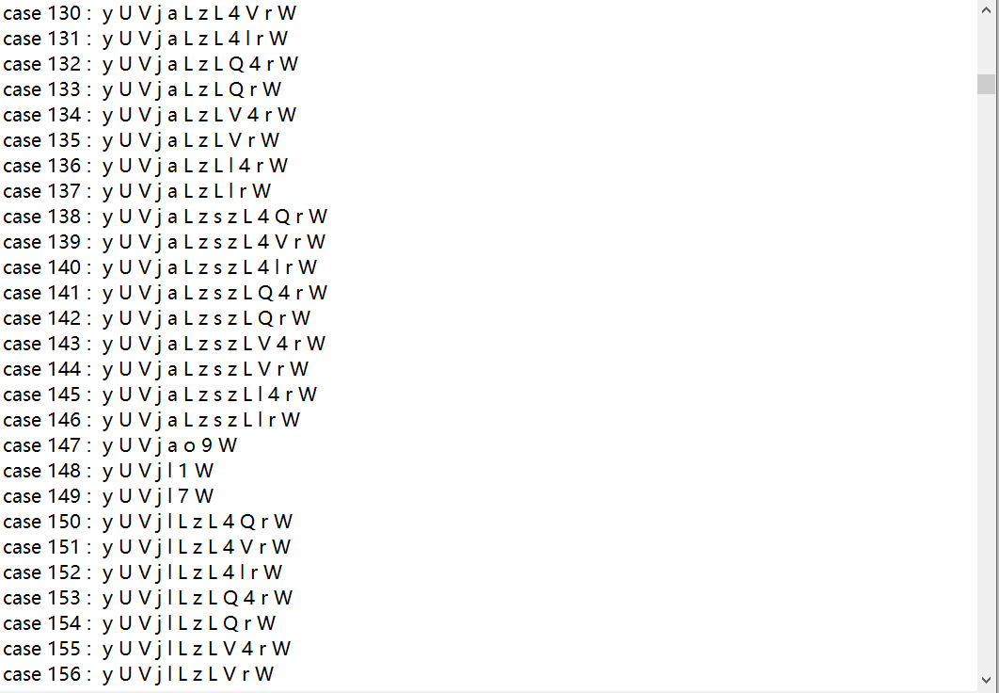 case 130 : y U V j a L z L 4 V r W
case 131 : y U V j a L z L 4 l r W
case 132 : y U V j a L z L Q 4 r W
case 133 : y U V j a L z L Q r W
case 134 : y U V j a L z L V 4 r W
case 135 : y U V j a L z L V r W
case 136 : y U V j a L z L l 4 r W
case 137 : y U V j a L z L l r W
case 138 : y U V j a L z s z L 4 Q r W
case 139 : y U V j a L z s z L 4 V r W
case 140 : y U V j a L z s z L 4 l r W
case 141 : y U V j a L z s z L Q 4 r W
case 142 : y U V j a L z s z L Q r W
case 143 : y U V j a L z s z L V 4 r W
case 144 : y U V j a L z s z L V r W
case 145 : y U V j a L z s z L l 4 r W
case 146 : y U V j a L z s z L l r W
case 147 : y U V j a o 9 W
case 148 : y U V j l 1 W
case 149 : y U V j l 7 W
case 150 : y U V j l L z L 4 Q r W
case 151 : y U V j l L z L 4 V r W
case 152 : y U V j l L z L 4 l r W
case 153 : y U V j l L z L Q 4 r W
case 154 : y U V j l L z L Q r W
case 155 : y U V j l L z L V 4 r W
case 156 : y U V j l L z L V r W